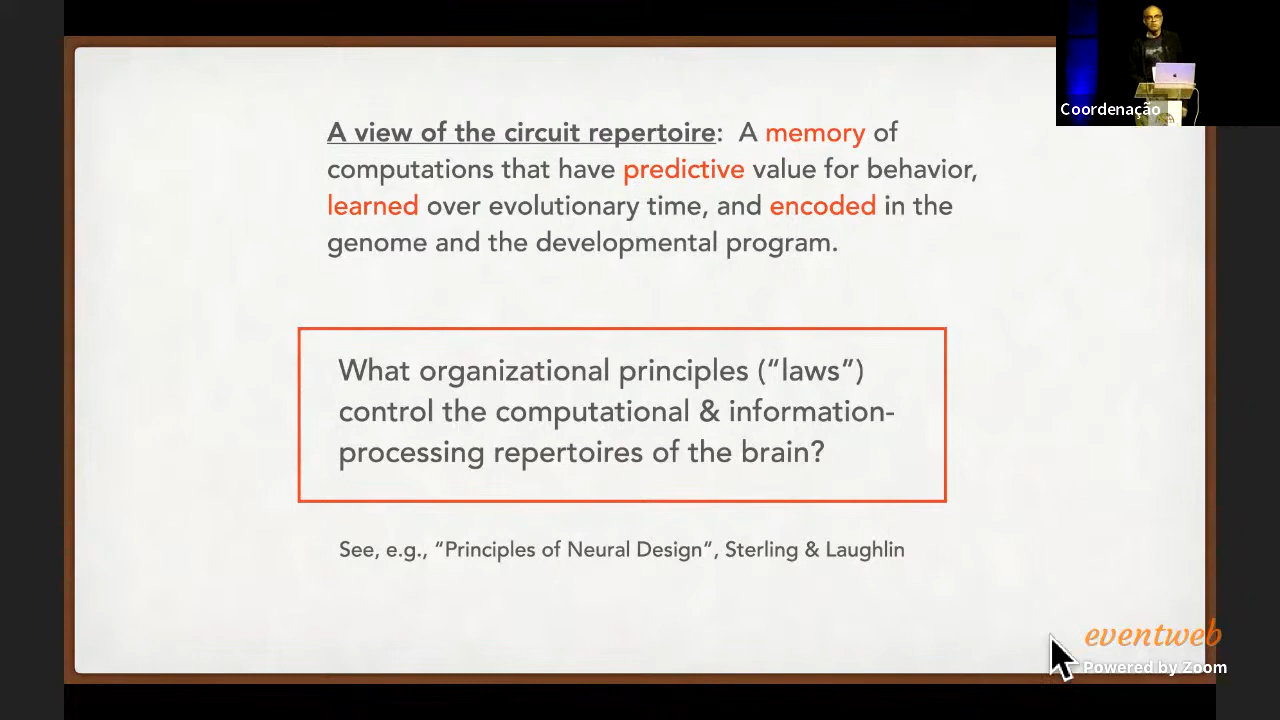 Coordenação
A view of the circuit repertoire: A memory of
computations that have predictive value for behavior,
learned over evolutionary time, and encoded in the
genome and the developmental program.
What organizational principles (“laws”)
control the computational & information-
processing repertoires of the brain?
See, e.g., “Principles of Neural Design”, Sterling & Laughlin
eventweb
Powered by Zoom